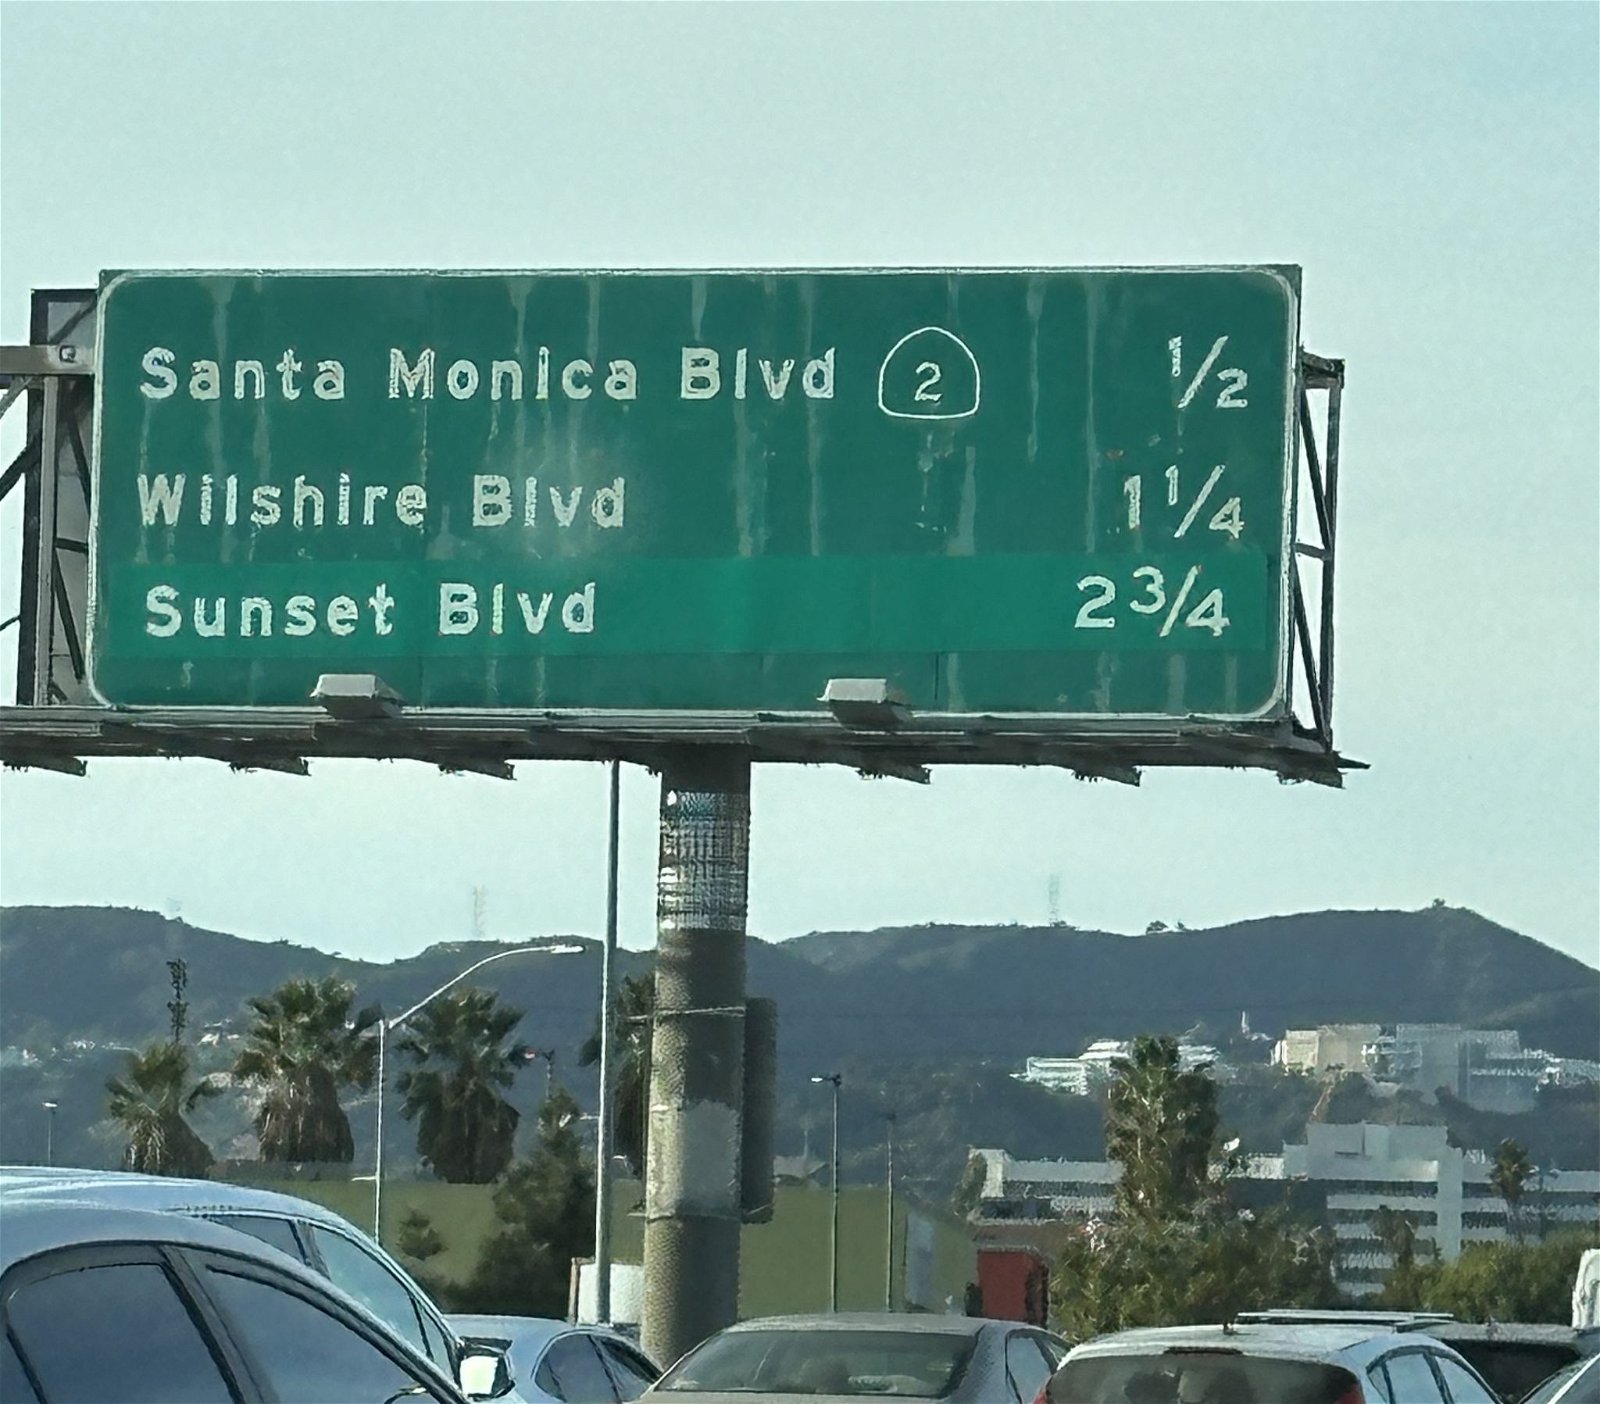 Santa Monica Blvd 2 1/2
Wilshire Blvd 1 1/4
Sunset Blvd 2 3/4